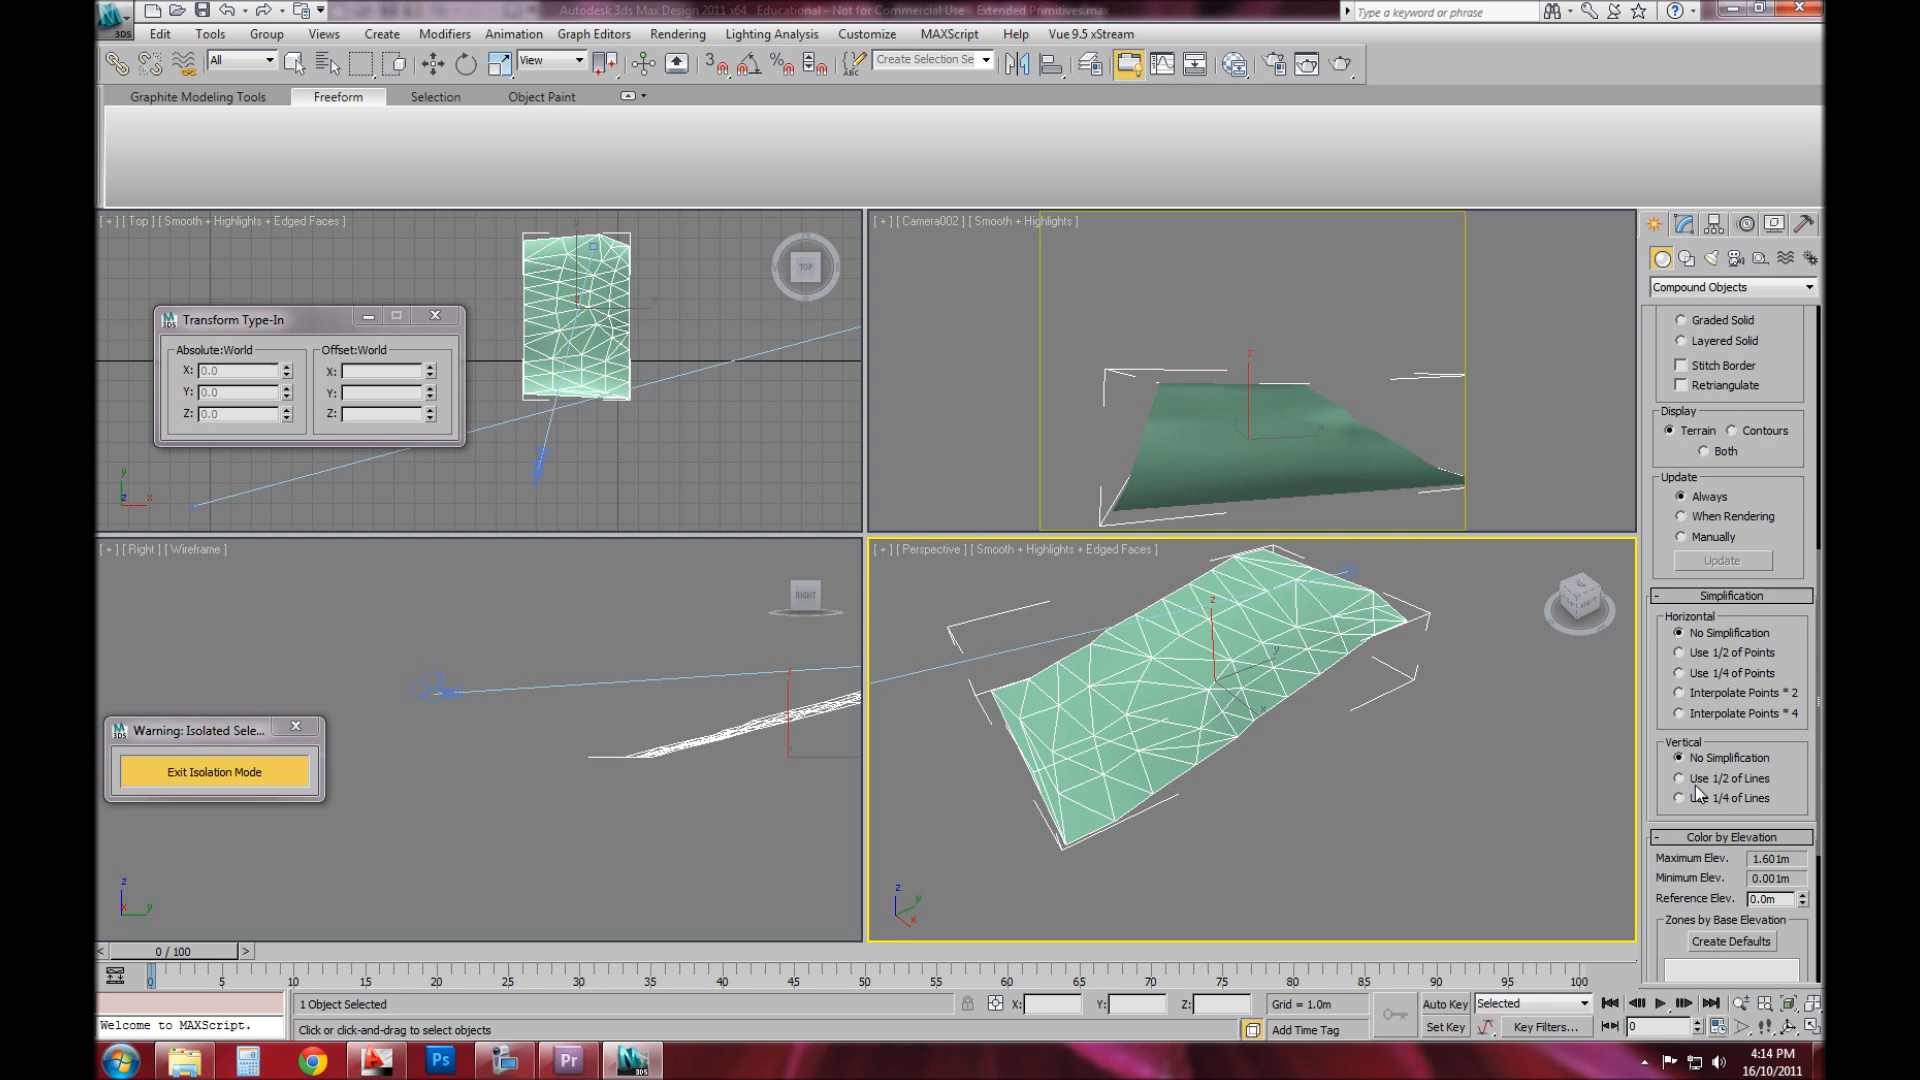 Autodesk 3ds Max Design 2011 x64    Educational - Not for Commercial Use    Extended Primitives.max
Type a keyword or phrase
3DS
Edit Tools Group Views Create Modifiers Animation Graph Editors Rendering Lighting Analysis Customize MAXScript Help Vue 9.5 xStream
All View Create Selection Se
Graphite Modeling Tools Freeform Selection Object Paint
[ + ] [ Top ] [ Smooth + Highlights + Edged Faces ]
[ + ] [ Camera002 ] [ Smooth + Highlights ]
TOP
Compound Objects
Transform Type-In
Absolute:World Offset:World
X: 0.0 X:
Y: 0.0 Y:
Z: 0.0 Z:
Graded Solid
Layered Solid
Stitch Border
Retriangulate
Display
Terrain Contours
Both
Update
Always
When Rendering
Manually
Update
[ + ] [ Right ] [ Wireframe ]
[ + ] [ Perspective ] [ Smooth + Highlights + Edged Faces ]
RIGHT
Warning: Isolated Sele...
Exit Isolation Mode
- Simplification
Horizontal
No Simplification
Use 1/2 of Points
Use 1/4 of Points
Interpolate Points * 2
Interpolate Points * 4
Vertical
No Simplification
Use 1/2 of Lines
Use 1/4 of Lines
- Color by Elevation
Maximum Elev. 1.601m
Minimum Elev. 0.001m
Reference Elev. 0.0m
Zones by Base Elevation
Create Defaults
< 0 / 100 >
0 5 10 15 20 25 30 35 40 45 50 55 60 65 70 75 80 85 90 95 100
1 Object Selected X: Y: Z: Grid = 1.0m Auto Key Selected
Welcome to MAXScript. Click or click-and-drag to select objects Add Time Tag Set Key Key Filters... 0
Ps Pr 3DS
4:14 PM
16/10/2011